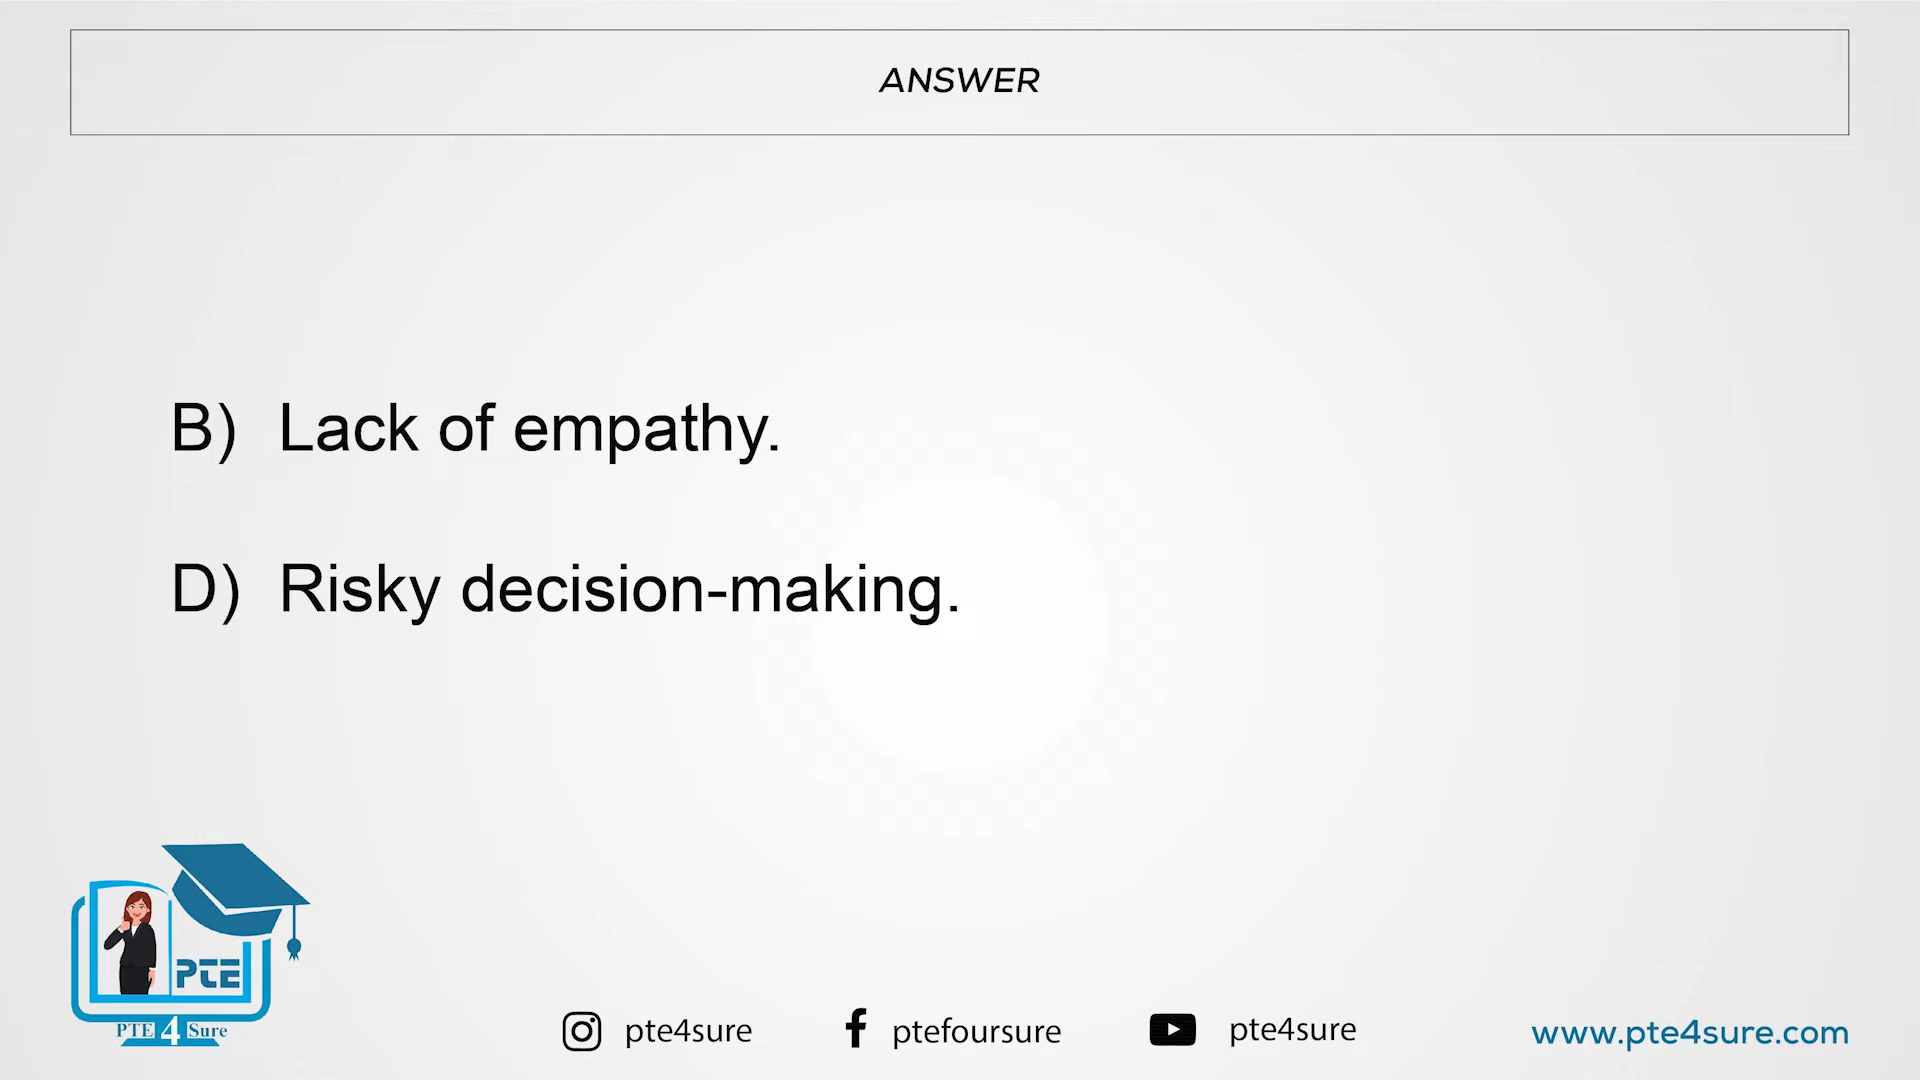 ANSWER
B) Lack of empathy.
D) Risky decision-making.
PTE
PTE 4 Sure
pte4sure
ptefoursure
pte4sure
www.pte4sure.com